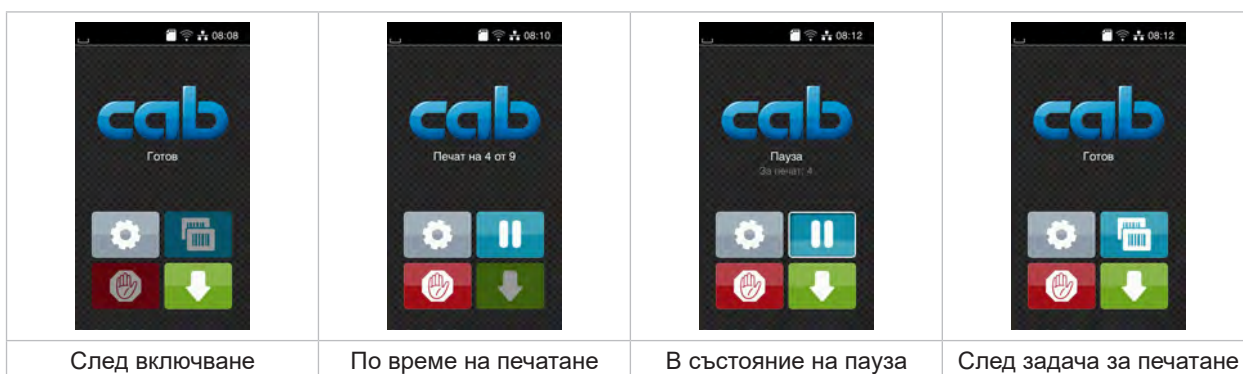 08:08
cab
Готов
След включване
08:10
cab
Печат на 4 от 9
По време на печатане
08:12
cab
Пауза
За печат: 4
В състояние на пауза
08:12
cab
Готов
След задача за печатане